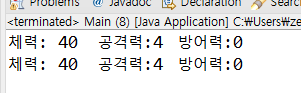 Problems @ Javadoc Declaration Search
<terminated> Main (8) [Java Application] C:₩Users₩ze
체력: 40 공격력:4 방어력:0
체력: 40 공격력:4 방어력:0